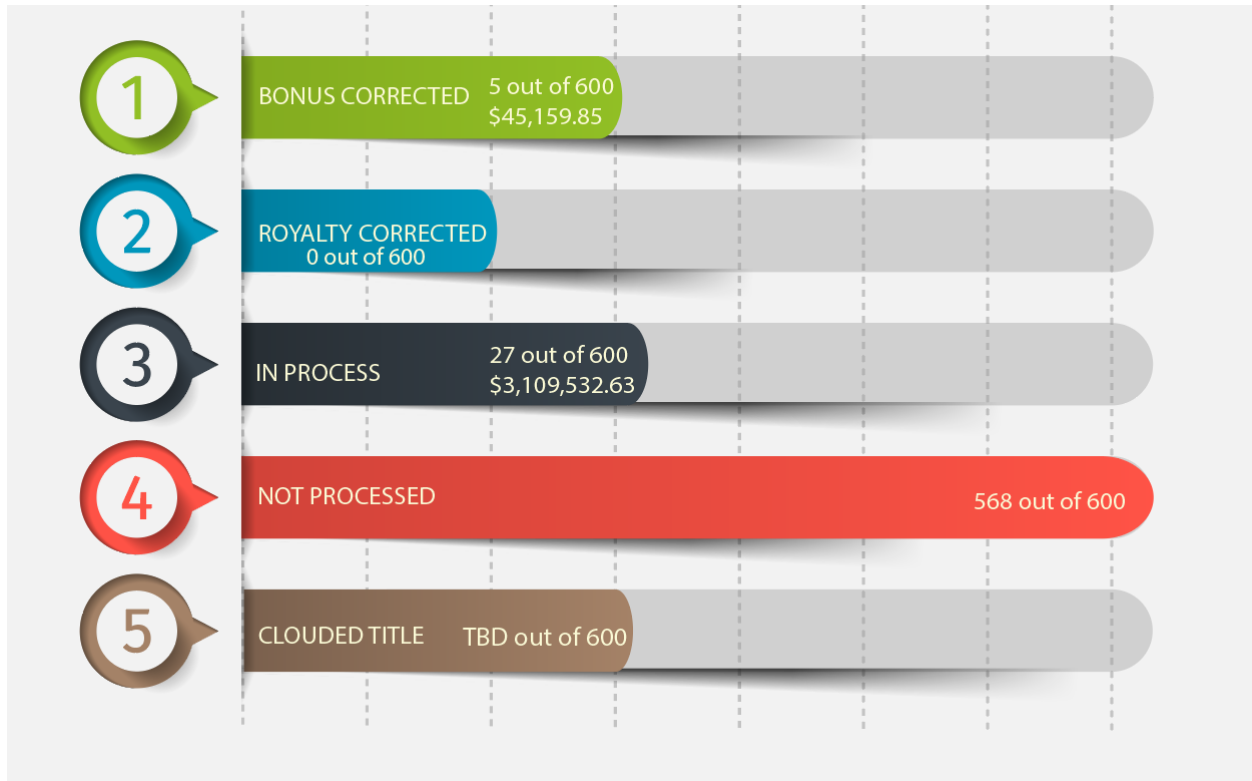 1
BONUS CORRECTED
5 out of 600
$45,159.85
2
ROYALTY CORRECTED
0 out of 600
3
IN PROCESS
27 out of 600
$3,109,532.63
4
NOT PROCESSED
568 out of 600
5
CLOUDED TITLE
TBD out of 600